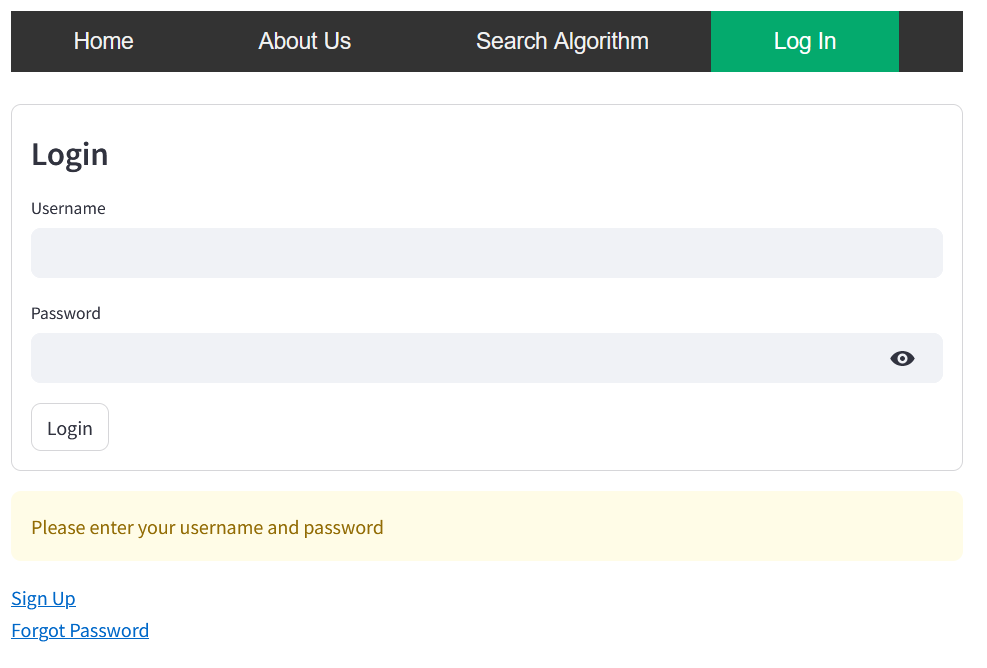 Home About Us Search Algorithm Log In
Login
Username
Password
Login
Please enter your username and password
Sign Up
Forgot Password